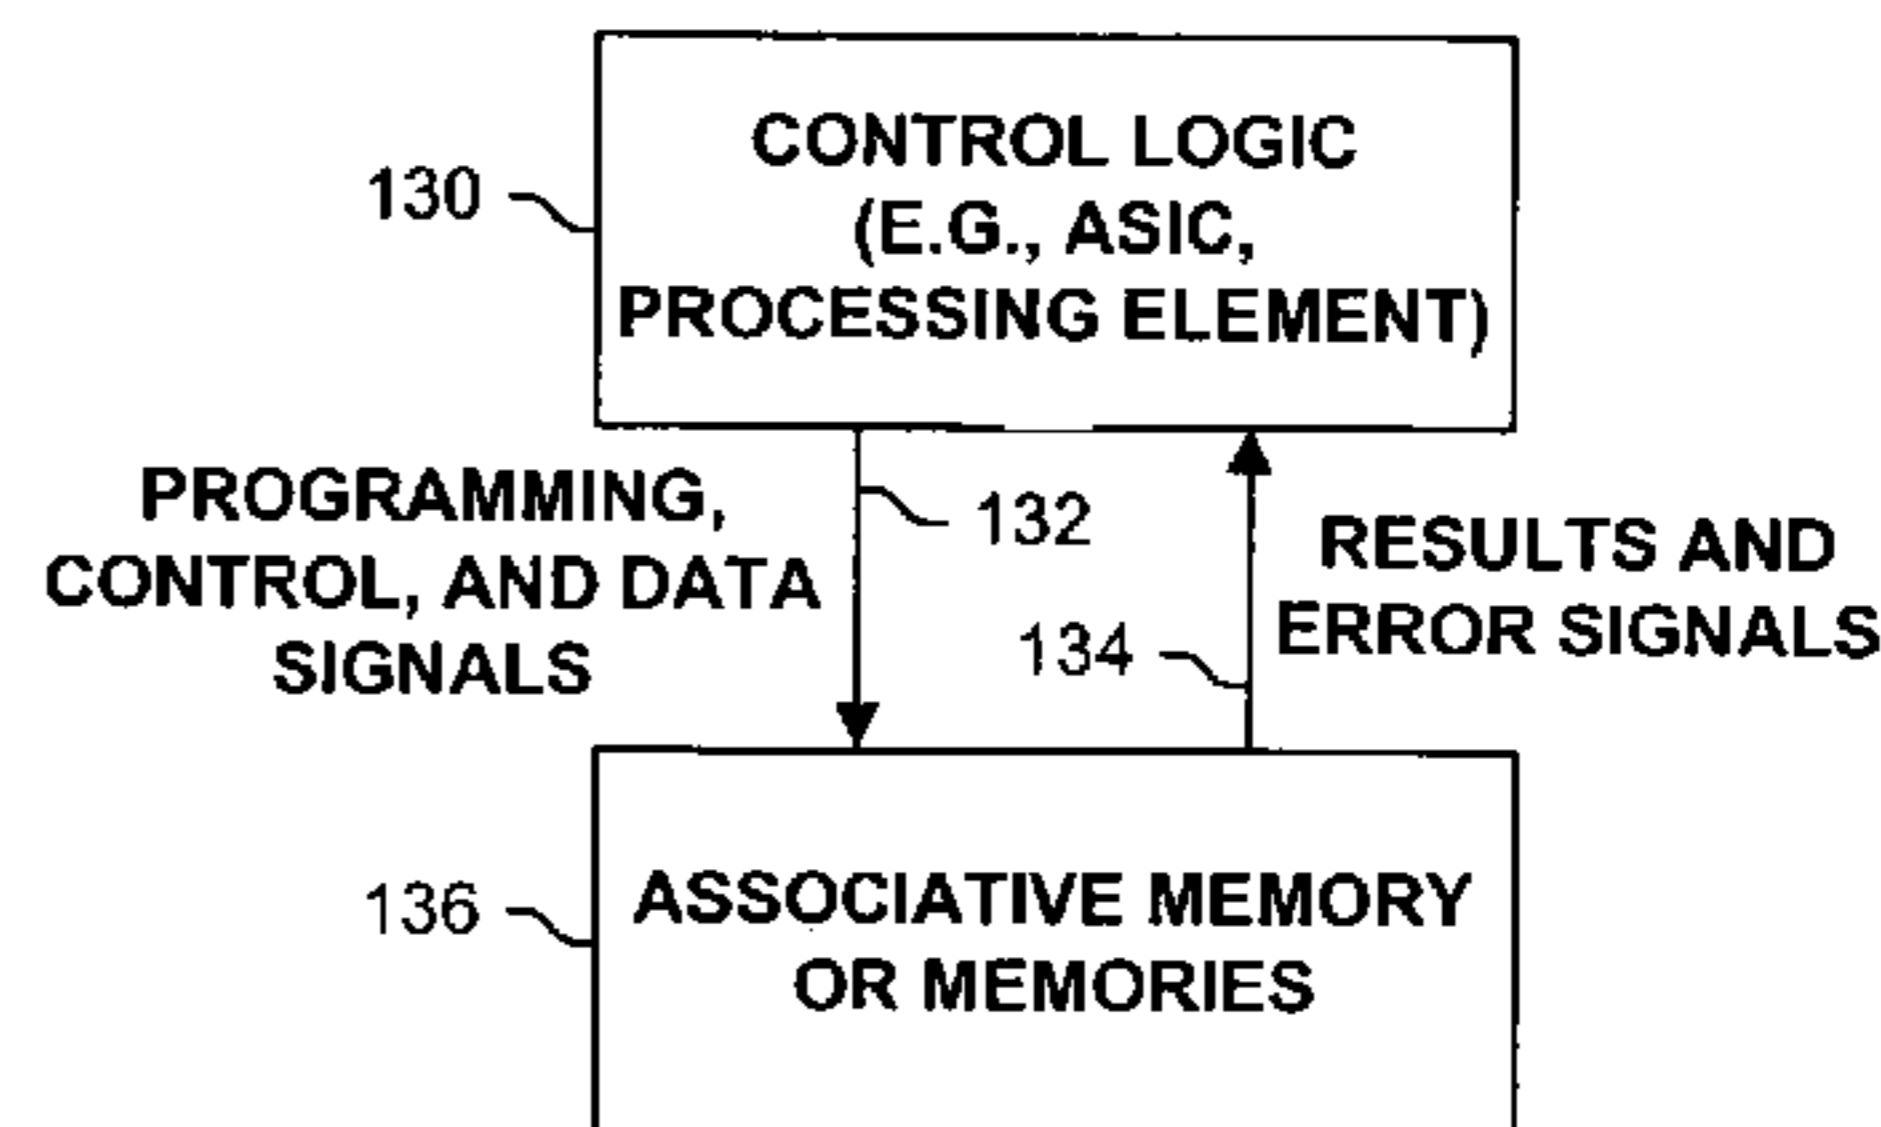 CONTROL LOGIC
(E.G., ASIC,
PROCESSING ELEMENT)
130
PROGRAMMING,
CONTROL, AND DATA
SIGNALS
132
RESULTS AND
ERROR SIGNALS
134
136
ASSOCIATIVE MEMORY
OR MEMORIES